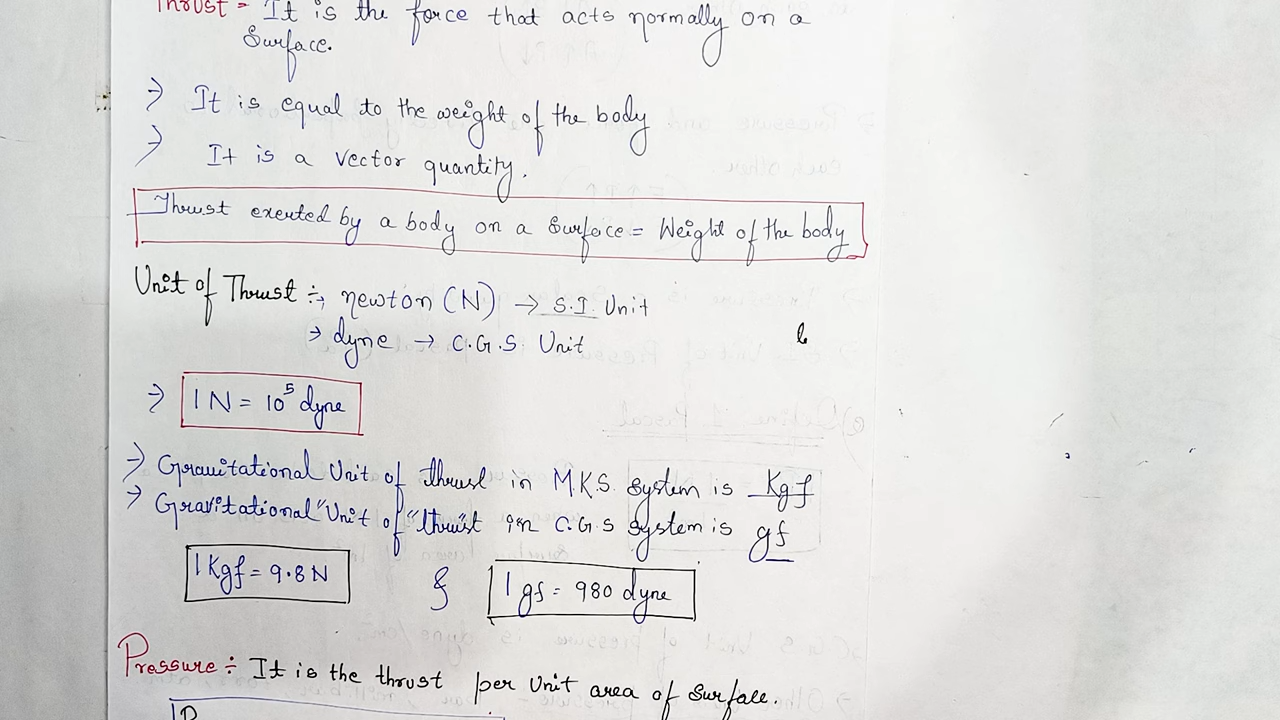 Thrust = It is the force that acts normally on a
Surface.
→ It is equal to the weight of the body
→ It is a vector quantity.
Thrust exerted by a body on a Surface = Weight of the body
Unit of Thrust ÷→ newton (N) → S.I. Unit
→ dyne → C.G.S Unit
→ 1 N = 10⁵ dyne
→ Gravitational Unit of thrust in M.K.S. System is Kgf
→ Gravitational "Unit of "thrust in C.G.S system is gf
1 Kgf = 9.8 N & 1 gf = 980 dyne
Pressure ÷ It is the thrust per Unit area of Surface.